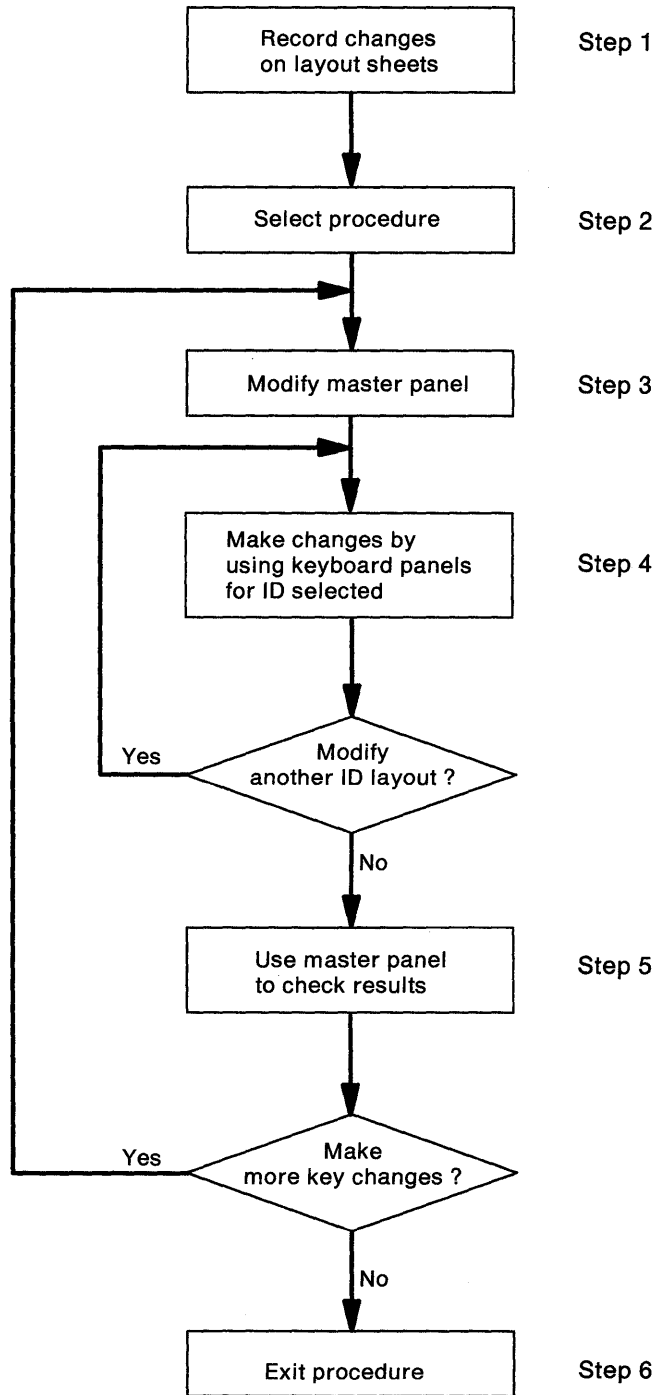 Record changes
on layout sheets
Step 1
Select procedure
Step 2
Modify master panel
Step 3
Make changes by
using keyboard panels
for ID selected
Step 4
Yes
Modify
another ID layout ?
No
Use master panel
to check results
Step 5
Yes
Make
more key changes ?
No
Exit procedure
Step 6